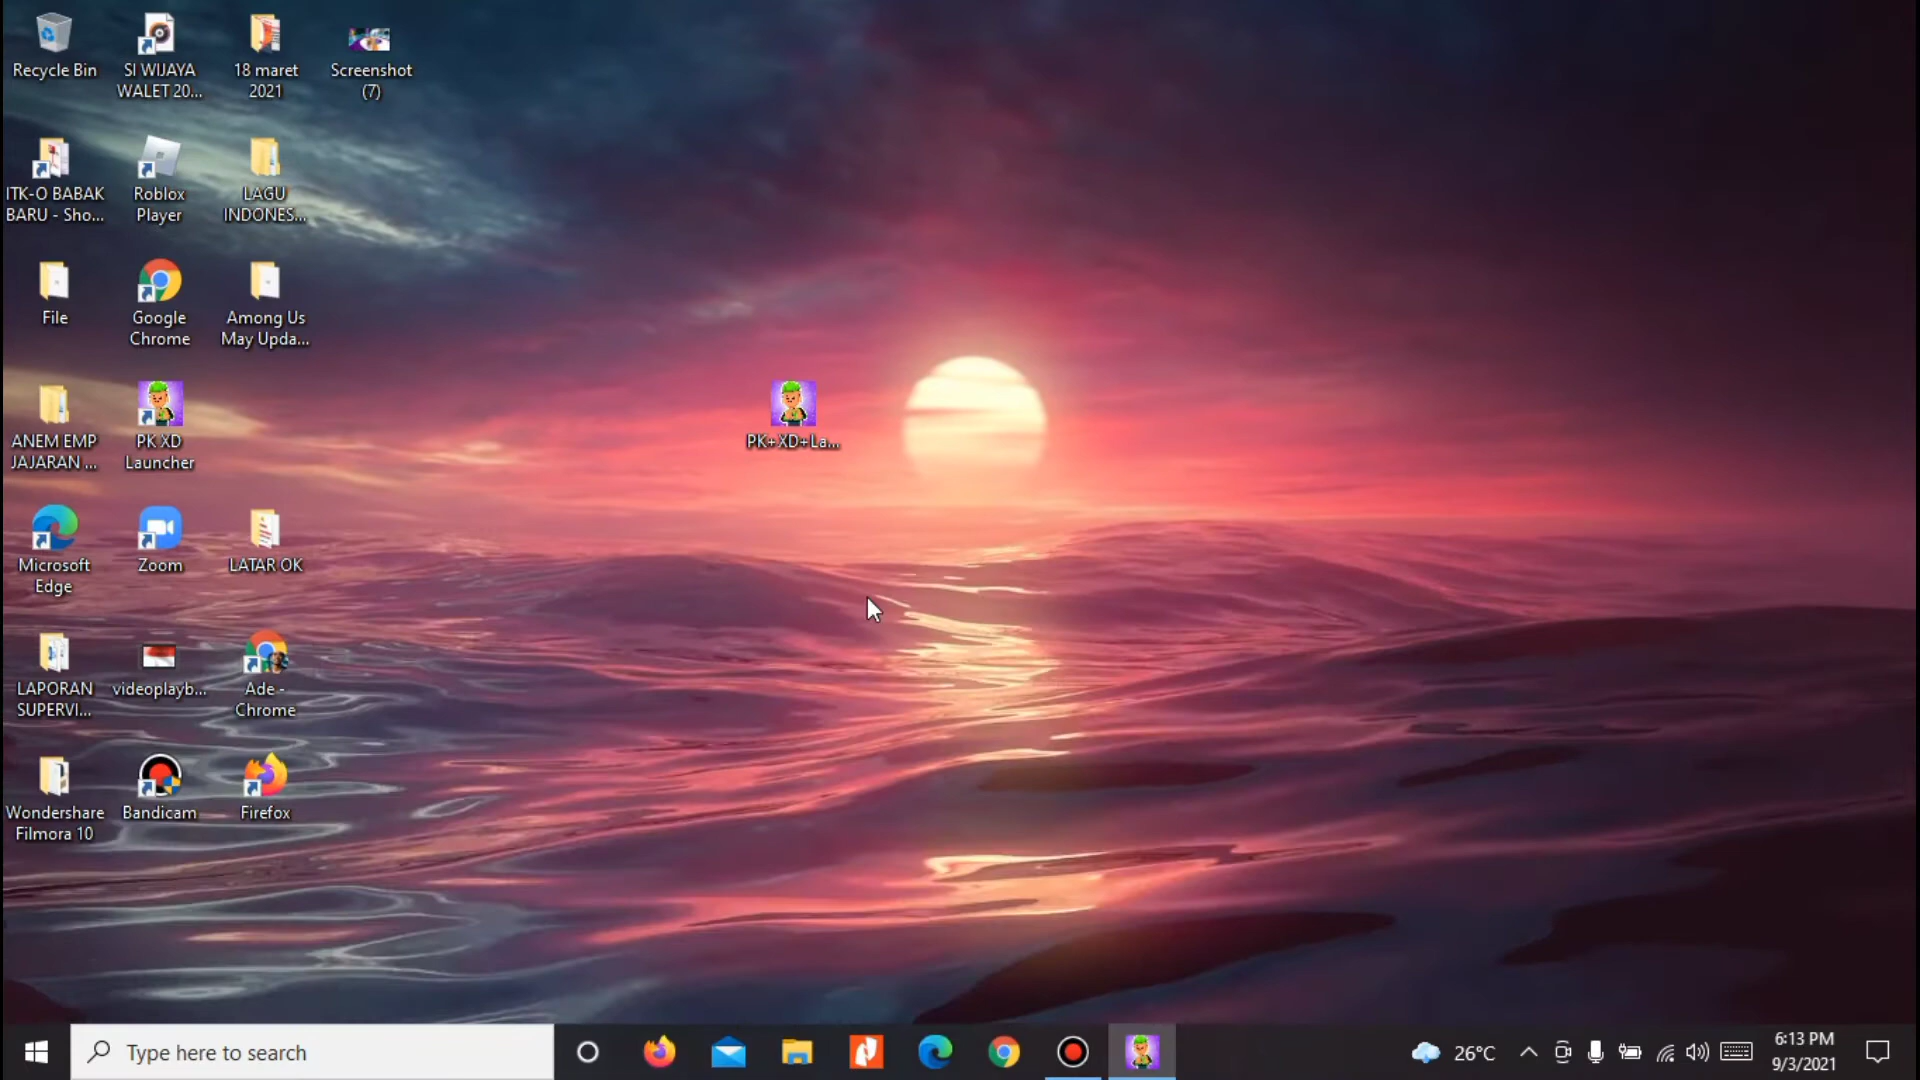 Recycle Bin
SI WIJAYA
WALET 20...
18 maret
2021
Screenshot
(7)
ITK-O BABAK
BARU - Sho...
Roblox
Player
LAGU
INDONES...
File
Google
Chrome
Among Us
May Upda...
ANEM EMP
JAJARAN ...
PK XD
Launcher
PK+XD+La...
Microsoft
Edge
Zoom
LATAR OK
LAPORAN
SUPERVI...
videoplayb...
Ade -
Chrome
Wondershare
Filmora 10
Bandicam
Firefox
Type here to search
26°C
6:13 PM
9/3/2021